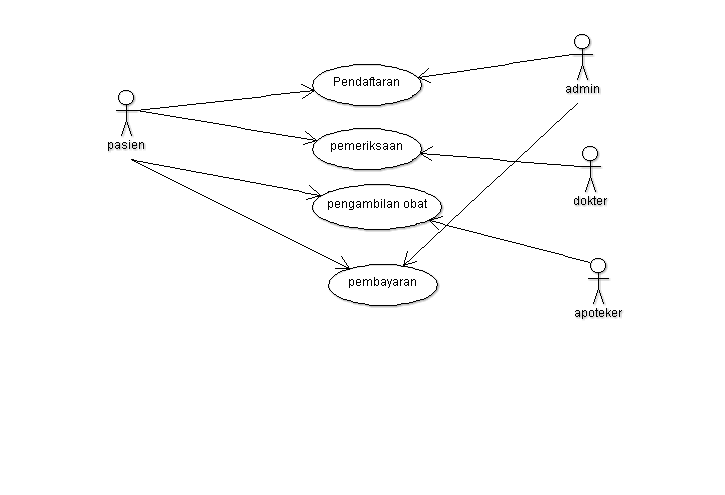 admin
Pendaftaran
pasien
pemeriksaan
dokter
pengambilan obat
pembayaran
apoteker